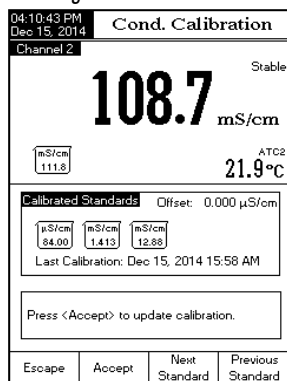 04:10:43 PM
Dec 15, 2014
Cond. Calibration
Channel 2
Stable
108.7 mS/cm
mS/cm
111.8
ATC2
21.9°C
Calibrated Standards Offset: 0.000 µS/cm
µS/cm mS/cm mS/cm
84.00 1.413 12.88
Last Calibration: Dec 15, 2014 15:58 AM
Press <Accept> to update calibration.
Escape Accept Next Standard Previous Standard